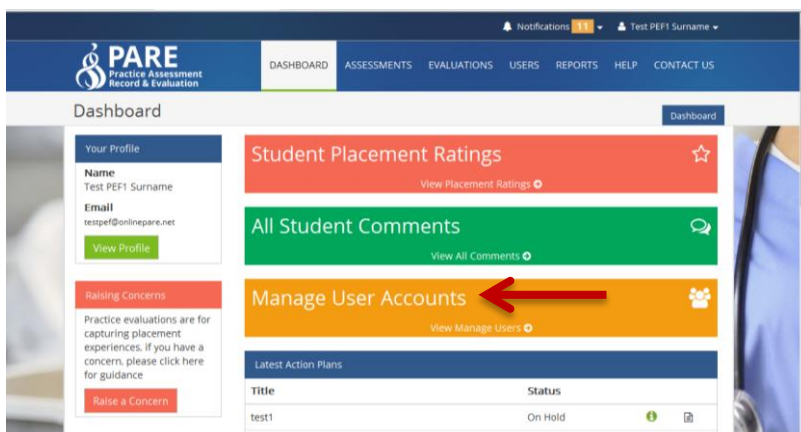 Notifications 11
Test PEF1 Surname
PARE
Practice Assessment
Record & Evaluation
DASHBOARD ASSESSMENTS EVALUATIONS USERS REPORTS HELP CONTACT US
Dashboard
Dashboard
Your Profile
Name
Test PEF1 Surname
Email
testpef@onlinepare.net
View Profile
Raising Concerns
Practice evaluations are for
capturing placement
experiences, if you have a
concern, please click here
for guidance
Raise a Concern
Student Placement Ratings
View Placement Ratings
All Student Comments
View All Comments
Manage User Accounts
View Manage Users
Latest Action Plans
Title Status
test1 On Hold